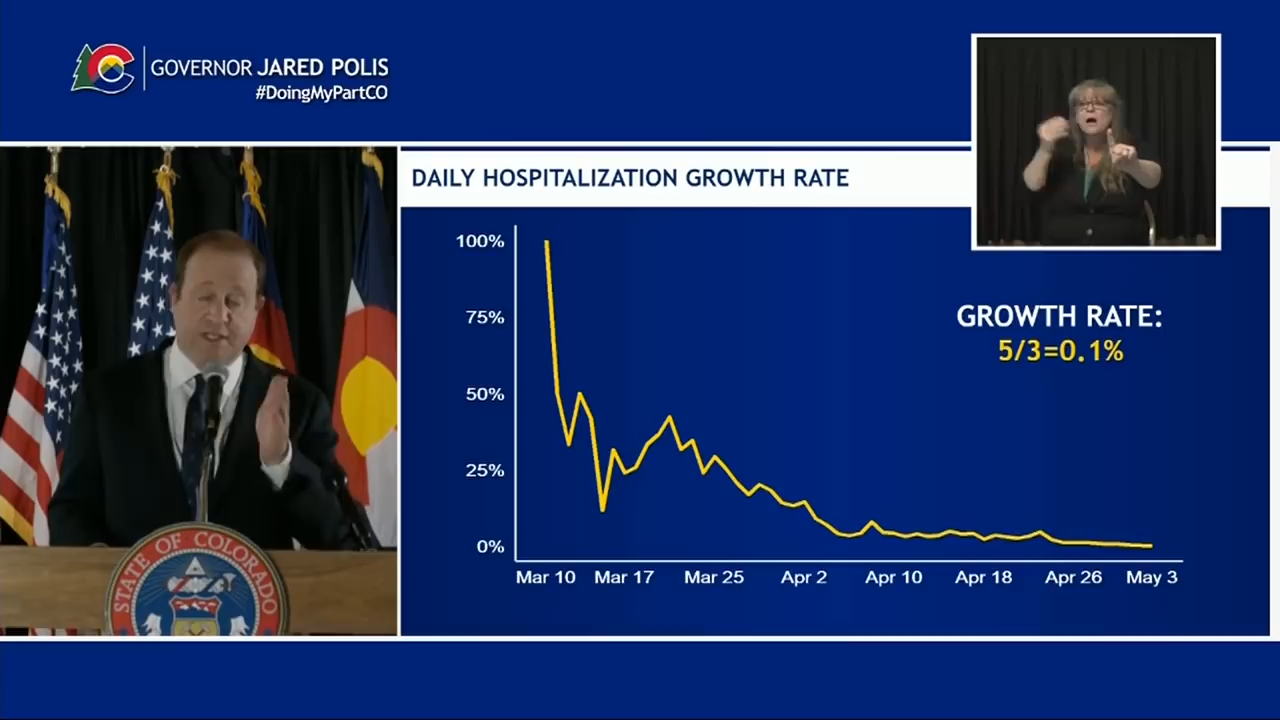 GOVERNOR JARED POLIS
#DoingMyPartCO
DAILY HOSPITALIZATION GROWTH RATE
100%
75%
50%
25%
0%
Mar 10 Mar 17 Mar 25 Apr 2 Apr 10 Apr 18 Apr 26 May 3
GROWTH RATE:
5/3=0.1%
STATE OF COLORADO